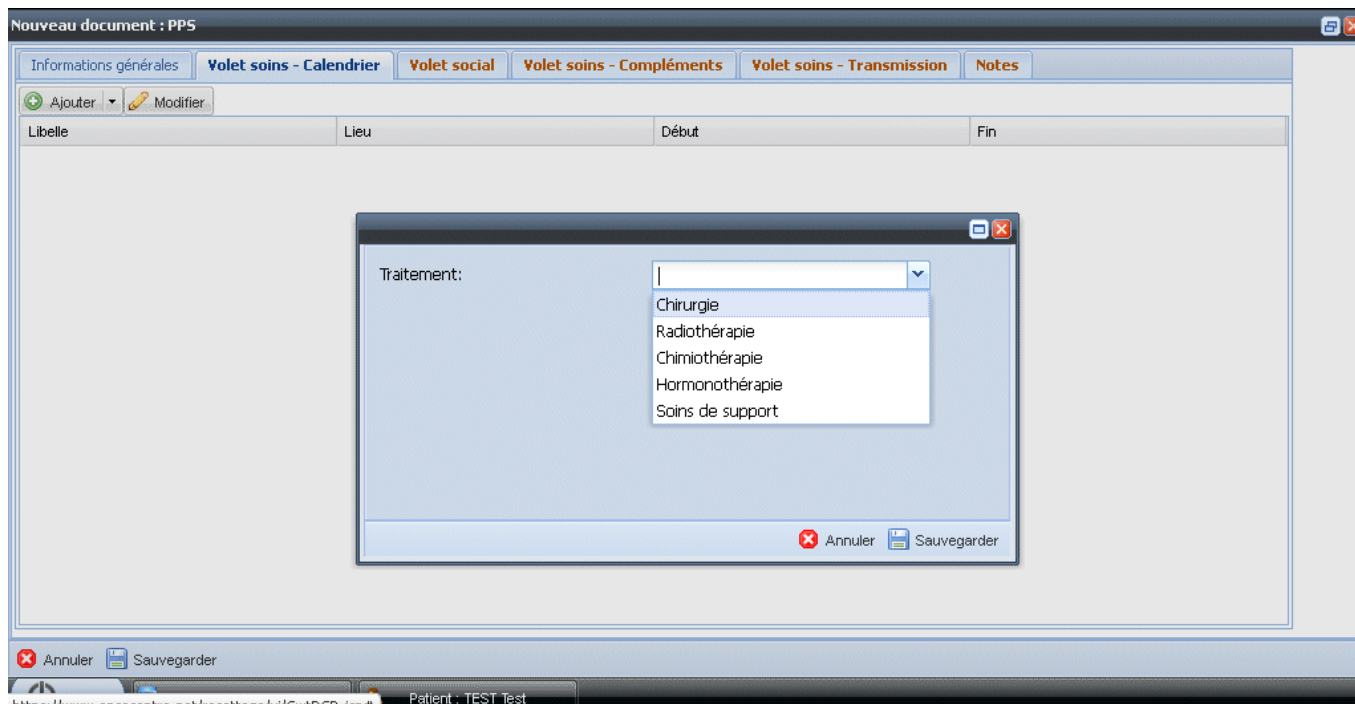 Nouveau document : PPS
Informations générales Volet soins - Calendrier Volet social Volet soins - Compléments Volet soins - Transmission Notes
Ajouter Modifier
Libelle Lieu Début Fin
Traitement:
Chirurgie
Radiothérapie
Chimiothérapie
Hormonothérapie
Soins de support
Annuler Sauvegarder
Annuler Sauvegarder
Patient : TEST Test